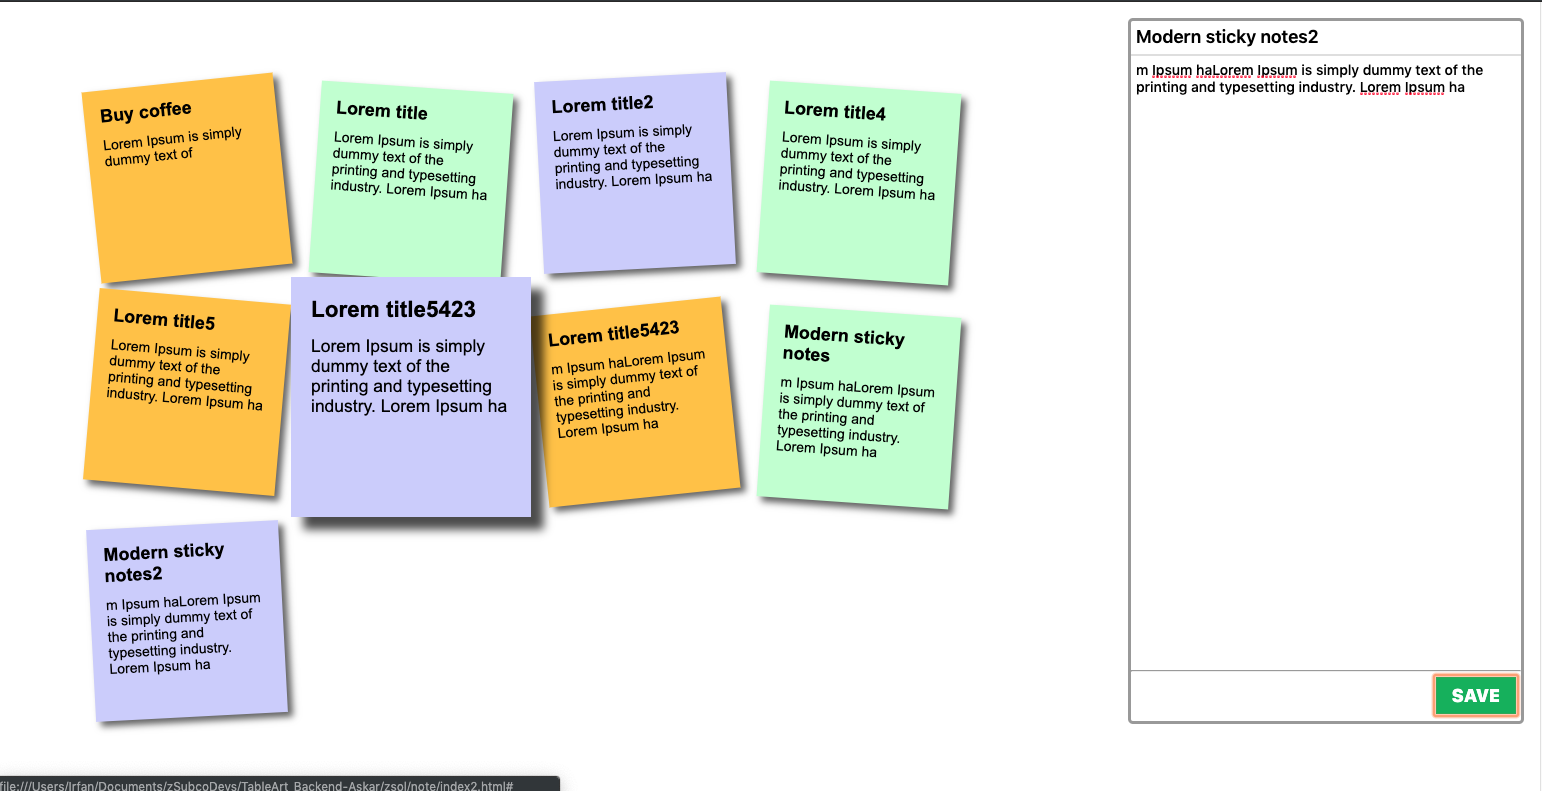 Buy coffee
Lorem Ipsum is simply
dummy text of
Lorem title
Lorem Ipsum is simply
dummy text of the
printing and typesetting
industry. Lorem Ipsum ha
Lorem title2
Lorem Ipsum is simply
dummy text of the
printing and typesetting
industry. Lorem Ipsum ha
Lorem title4
Lorem Ipsum is simply
dummy text of the
printing and typesetting
industry. Lorem Ipsum ha
Lorem title5
Lorem Ipsum is simply
dummy text of the
printing and typesetting
industry. Lorem Ipsum ha
Lorem title5423
Lorem Ipsum is simply
dummy text of the
printing and typesetting
industry. Lorem Ipsum ha
Lorem title5423
m Ipsum haLorem Ipsum
is simply dummy text of
the printing and
typesetting industry.
Lorem Ipsum ha
Modern sticky
notes
m Ipsum haLorem Ipsum
is simply dummy text of
the printing and
typesetting industry.
Lorem Ipsum ha
Modern sticky
notes2
m Ipsum haLorem Ipsum
is simply dummy text of
the printing and
typesetting industry.
Lorem Ipsum ha
Modern sticky notes2
m Ipsum haLorem Ipsum is simply dummy text of the
printing and typesetting industry. Lorem Ipsum ha
SAVE
file:///Users/Irfan/Documents/zSubcoDevs/TableArt_Backend-Askar/zsol/note/index2.html#